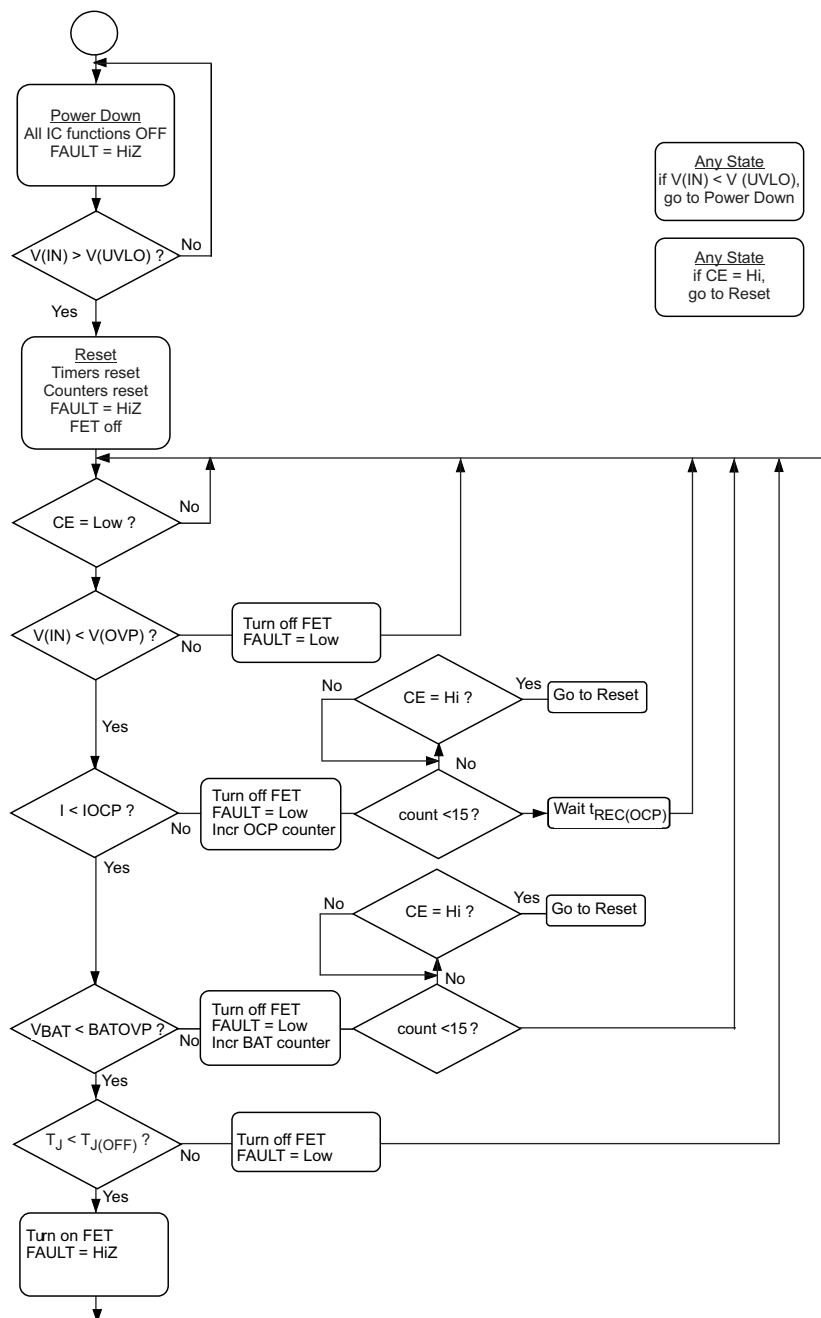 Power Down
All IC functions OFF
FAULT = HiZ
Any State
if V(IN) < V (UVLO),
go to Power Down
V(IN) > V(UVLO) ?
No
Any State
if CE = Hi,
go to Reset
Yes
Reset
Timers reset
Counters reset
FAULT = HiZ
FET off
CE = Low ?
No
V(IN) < V(OVP) ?
No
Turn off FET
FAULT = Low
Yes
No
CE = Hi ?
Yes
Go to Reset
No
I < IOCP ?
No
Turn off FET
FAULT = Low
Incr OCP counter
count <15 ?
Wait tREC(OCP)
Yes
No
CE = Hi ?
Yes
Go to Reset
No
VBAT < BATOVP ?
No
Turn off FET
FAULT = Low
Incr BAT counter
count <15 ?
Yes
TJ < TJ(OFF) ?
No
Turn off FET
FAULT = Low
Yes
Turn on FET
FAULT = HiZ